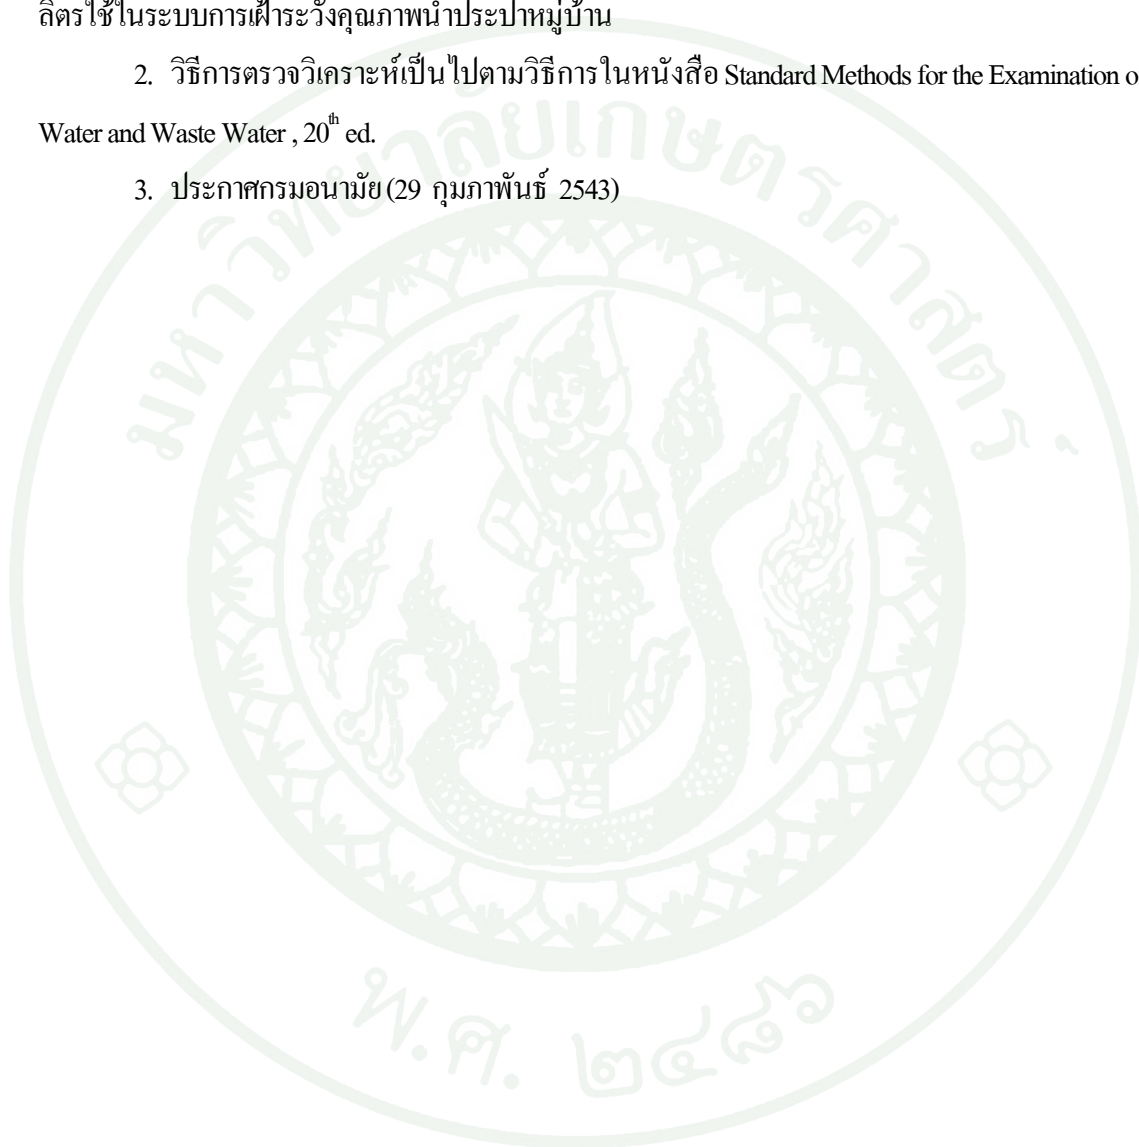 ลิตรใช้ในระบบการเฝ้าระวังคุณภาพน้ำประปาหมู่บ้าน
2. วิธีการตรวจวิเคราะห์เป็นไปตามวิธีการในหนังสือ Standard Methods for the Examination o
Water and Waste Water , 20th ed.
3. ประกาศกรมอนามัย (29 กุมภาพันธ์ 2543)
มหาวิทยาลัยเกษตรศาสตร์
พ.ศ. ๒๔๘๖